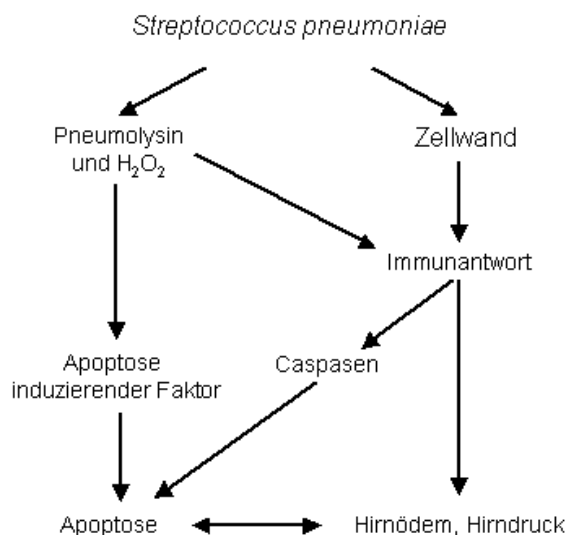 Streptococcus pneumoniae
Pneumolysin
und H₂O₂
Zellwand
Immunantwort
Apoptose
induzierender Faktor
Caspasen
Apoptose
Hirnödem, Hirndruck